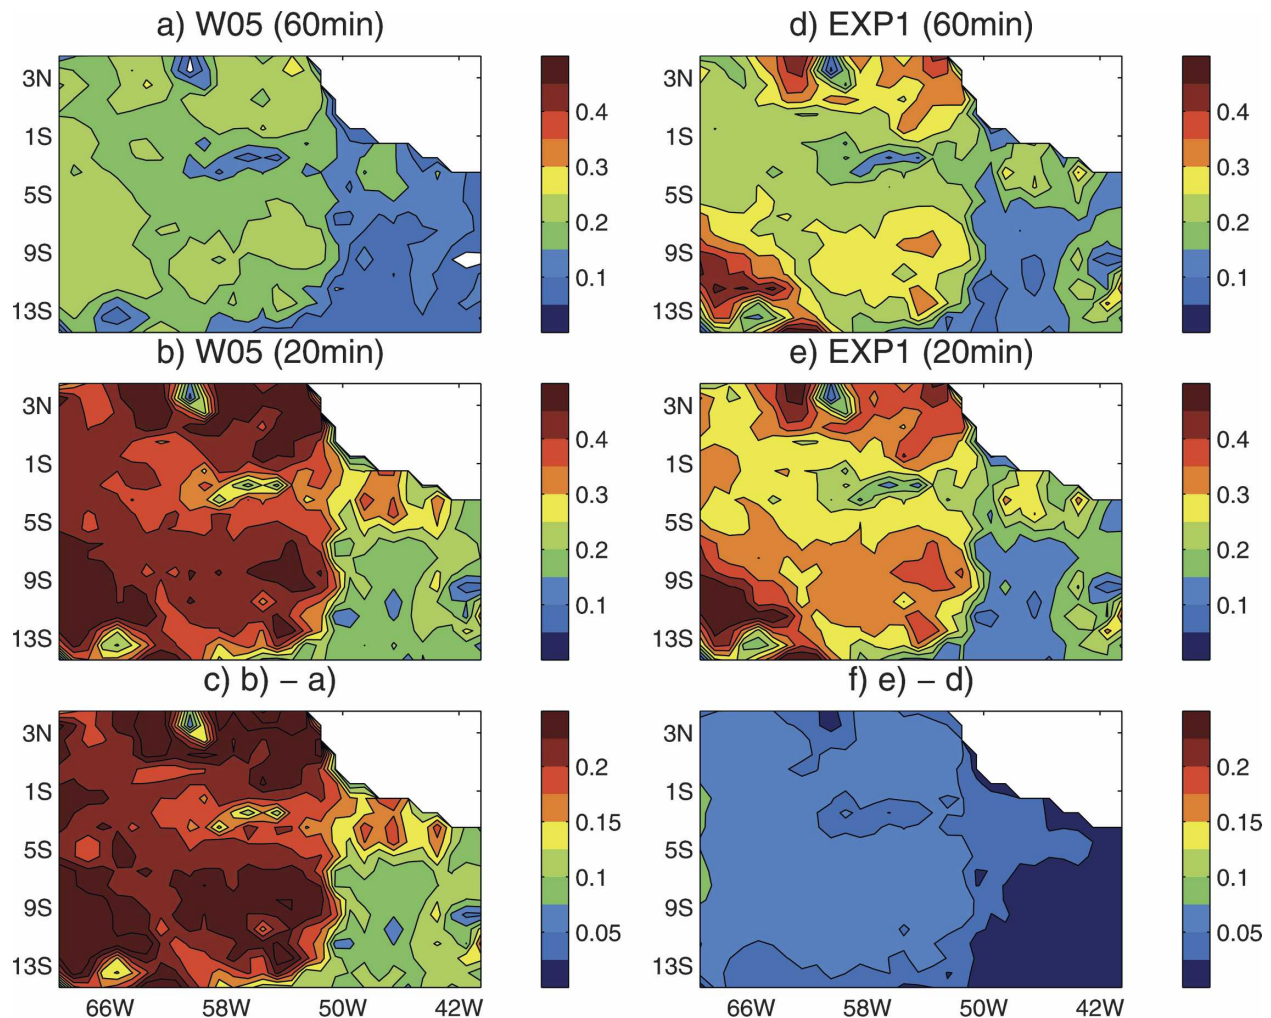 a) W05 (60min)
3N
1S
5S
9S
13S
0.4
0.3
0.2
0.1
d) EXP1 (60min)
3N
1S
5S
9S
13S
0.4
0.3
0.2
0.1
b) W05 (20min)
3N
1S
5S
9S
13S
0.4
0.3
0.2
0.1
e) EXP1 (20min)
3N
1S
5S
9S
13S
0.4
0.3
0.2
0.1
c) b) − a)
3N
1S
5S
9S
13S
66W 58W 50W 42W
0.2
0.15
0.1
0.05
f) e) − d)
3N
1S
5S
9S
13S
66W 58W 50W 42W
0.2
0.15
0.1
0.05